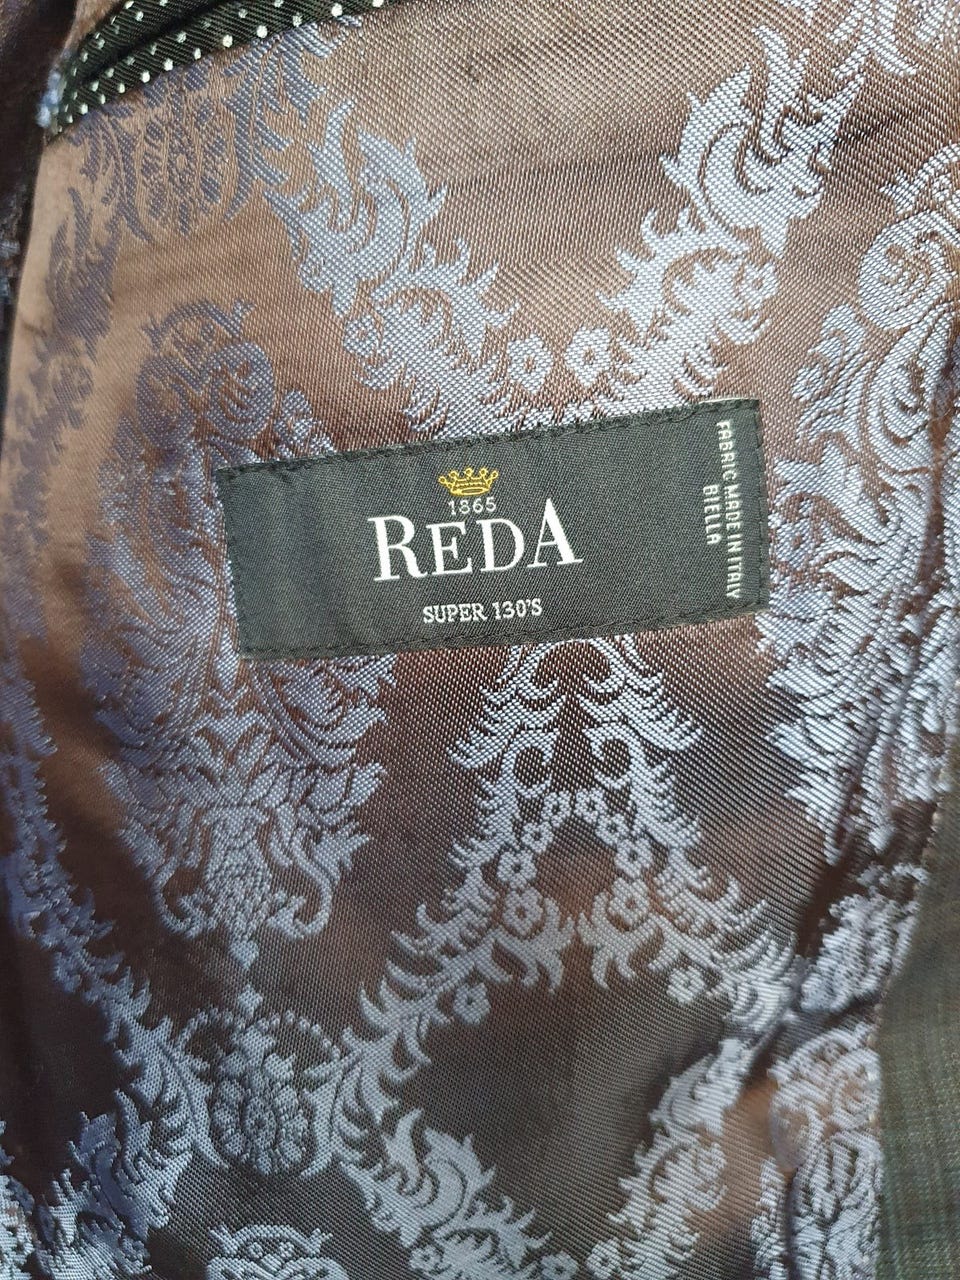 1865
REDA
SUPER 130'S
FABRIC MADE IN ITALY
BIELLA